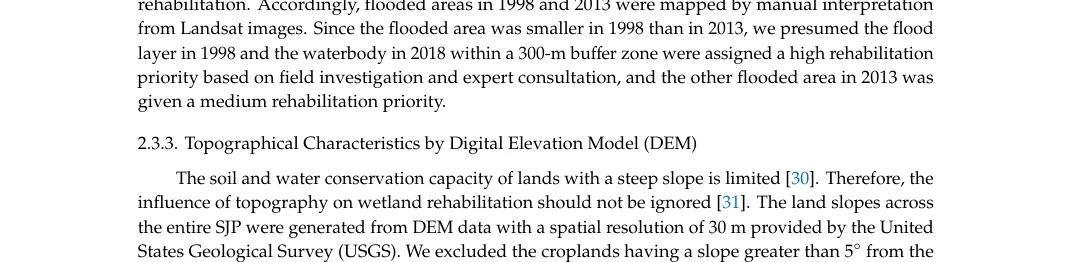 rehabilitation. Accordingly, flooded areas in 1998 and 2013 were mapped by manual interpretation
from Landsat images. Since the flooded area was smaller in 1998 than in 2013, we presumed the flood
layer in 1998 and the waterbody in 2018 within a 300-m buffer zone were assigned a high rehabilitation
priority based on field investigation and expert consultation, and the other flooded area in 2013 was
given a medium rehabilitation priority.
2.3.3. Topographical Characteristics by Digital Elevation Model (DEM)
The soil and water conservation capacity of lands with a steep slope is limited [30]. Therefore, the
influence of topography on wetland rehabilitation should not be ignored [31]. The land slopes across
the entire SJP were generated from DEM data with a spatial resolution of 30 m provided by the United
States Geological Survey (USGS). We excluded the croplands having a slope greater than 5° from the